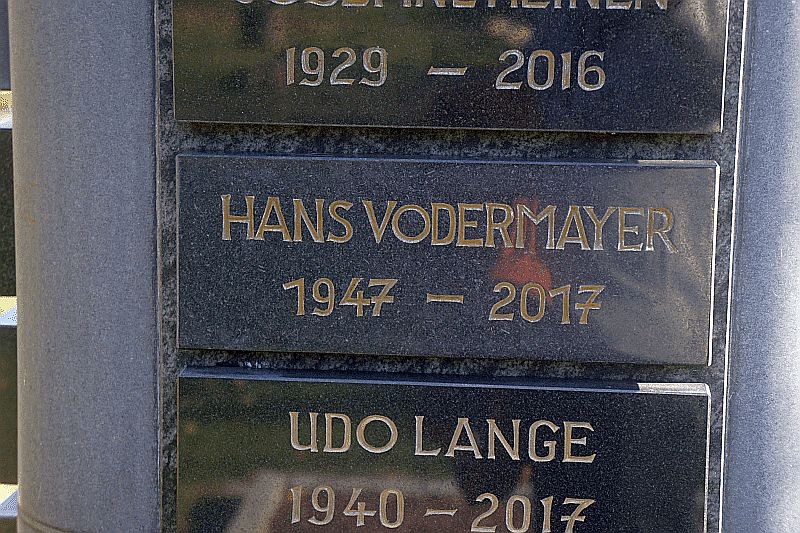 1929 – 2016
HANS VODERMAYER
1947 – 2017
UDO LANGE
1940 – 2017